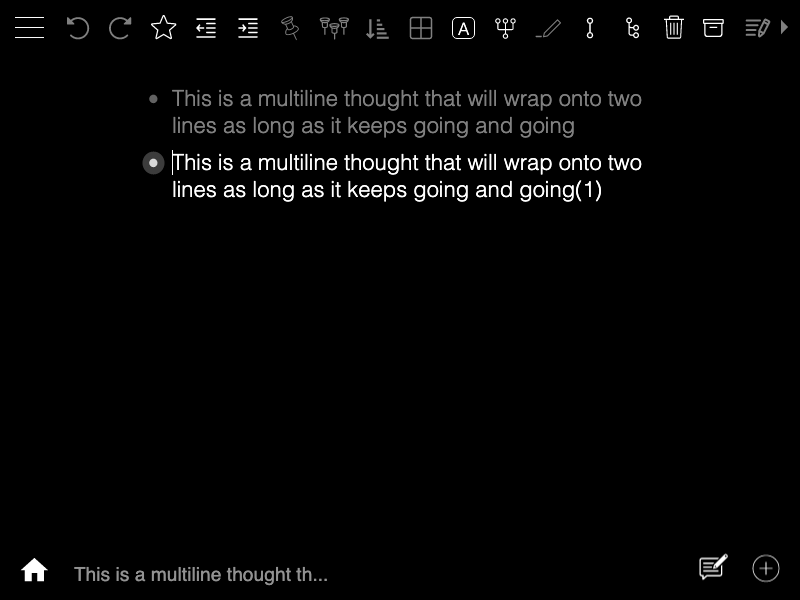 A
This is a multiline thought that will wrap onto two
lines as long as it keeps going and going
This is a multiline thought that will wrap onto two
lines as long as it keeps going and going(1)
This is a multiline thought th...